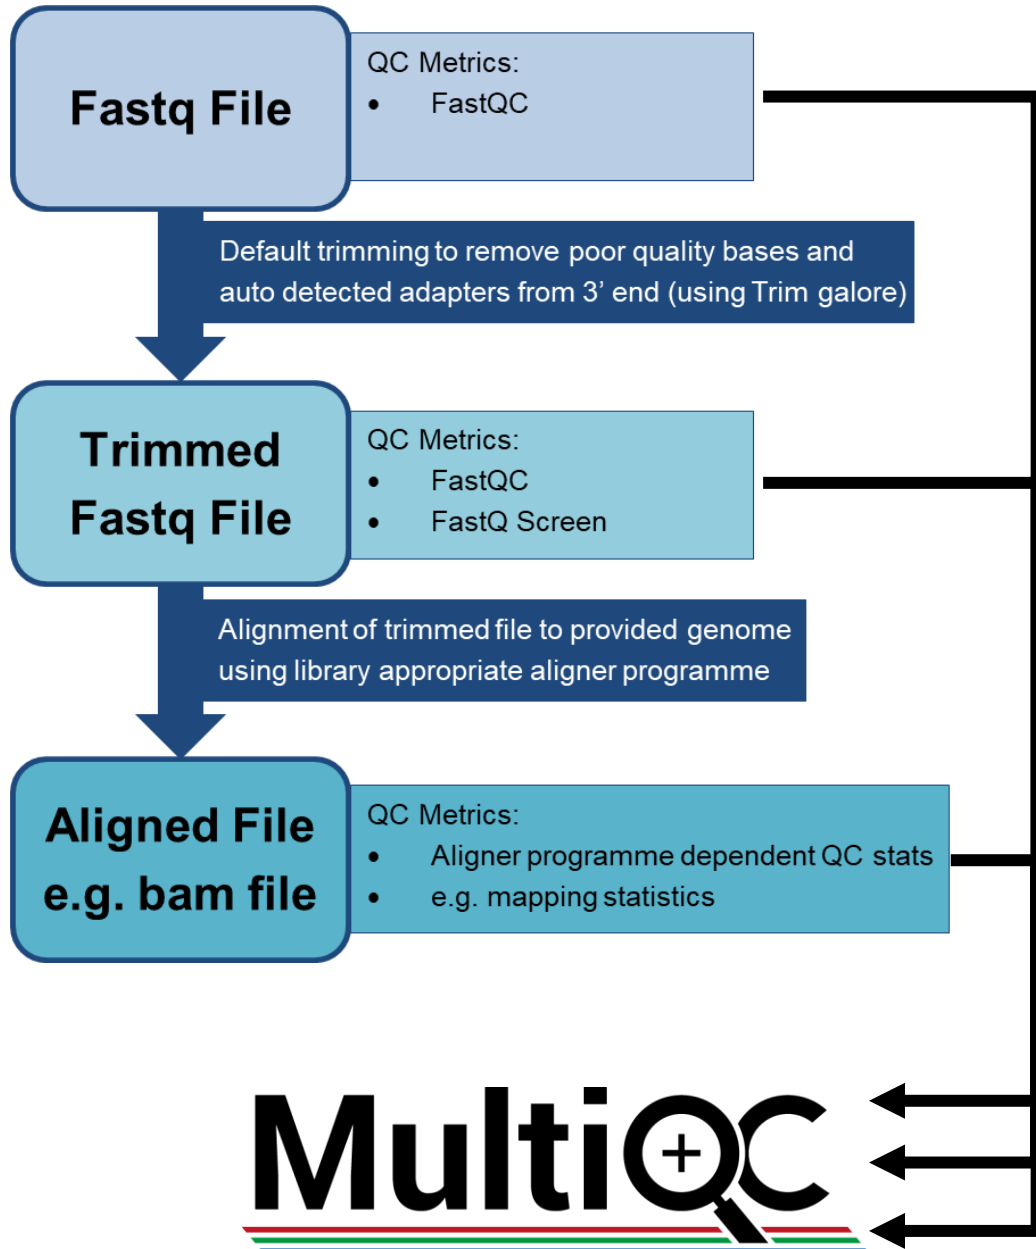 Fastq File
QC Metrics:
• FastQC
Default trimming to remove poor quality bases and
auto detected adapters from 3’ end (using Trim galore)
Trimmed
Fastq File
QC Metrics:
• FastQC
• FastQ Screen
Alignment of trimmed file to provided genome
using library appropriate aligner programme
Aligned File
e.g. bam file
QC Metrics:
• Aligner programme dependent QC stats
• e.g. mapping statistics
MultiQC